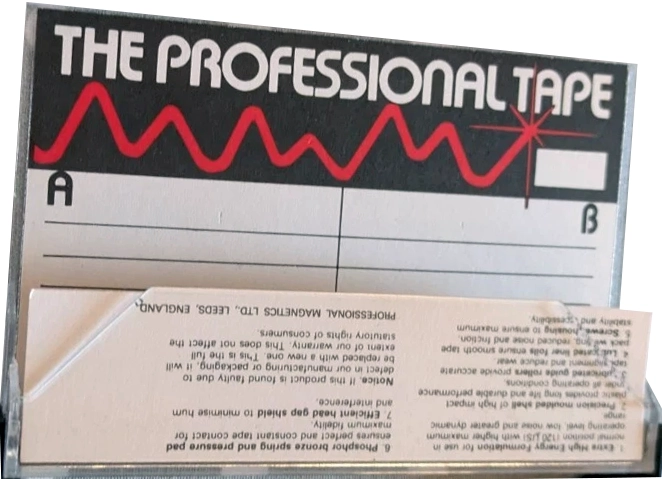 THE PROFESSIONAL TAPE
A
B
1. Extra High Energy Formulation for use in
normal position (120 µS) with higher maximum
operating level, low noise and greater dynamic
range
2. Precision moulded shell of high impact
plastic provides long life and durable performance
under all operating conditions.
3. Lubricated guide rollers provide accurate
tape alignment and reduce wear
4. Lubricated liner foils ensure smooth tape
pack winding, reduced noise and friction.
5. Screwed housing to ensure maximum
stability and
6. Phosphor bronze spring and pressure pad
ensures perfect and constant tape contact for
maximum fidelity.
7. Efficient head gap shield to minimise hum
and interference.
Notice. If this product is found faulty due to
defect in our manufacturing or packaging, it will
be replaced with a new one. This is the full
extent of our warranty. This does not affect the
statutory rights of consumers.
PROFESSIONAL MAGNETICS LTD., LEEDS, ENGLAND.